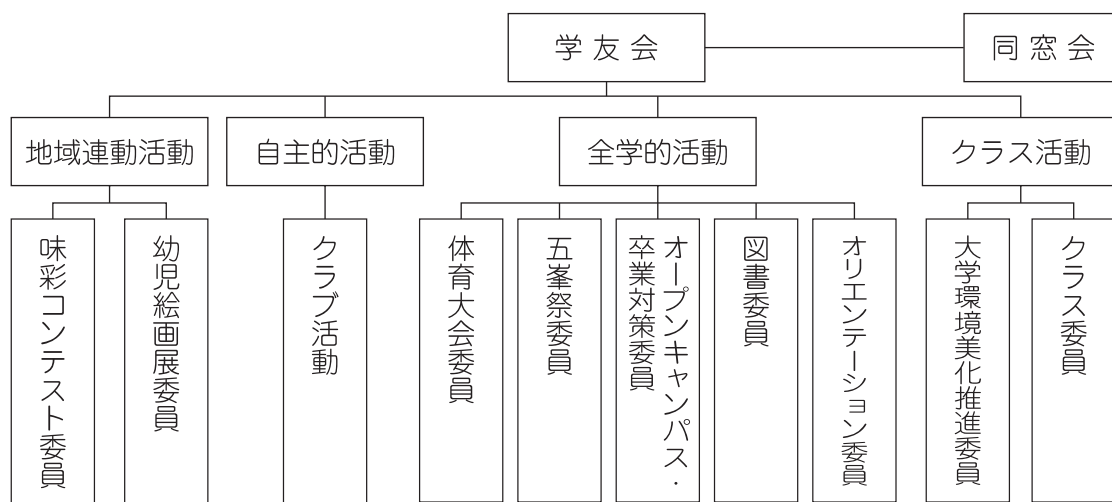 学友会
同窓会
地域連動活動
自主的活動
全学的活動
クラス活動
味彩コンテスト委員
幼児絵画展委員
クラブ活動
体育大会委員
五峯祭委員
オープンキャンパス・
卒業対策委員
図書委員
オリエンテーション委員
大学環境美化推進委員
クラス委員